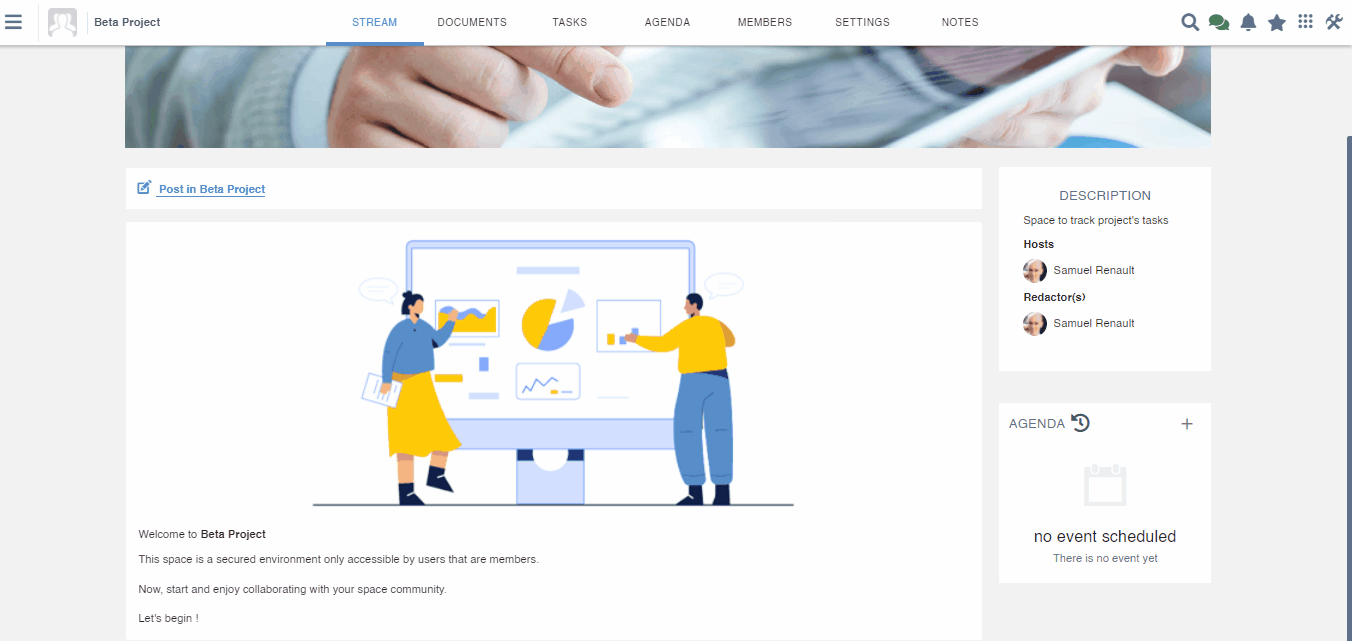 Beta Project
STREAM
DOCUMENTS
TASKS
AGENDA
MEMBERS
SETTINGS
NOTES
Post in Beta Project
Welcome to Beta Project
This space is a secured environment only accessible by users that are members.
Now, start and enjoy collaborating with your space community.
Let's begin !
DESCRIPTION
Space to track project's tasks
Hosts
Samuel Renault
Redactor(s)
Samuel Renault
AGENDA
no event scheduled
There is no event yet